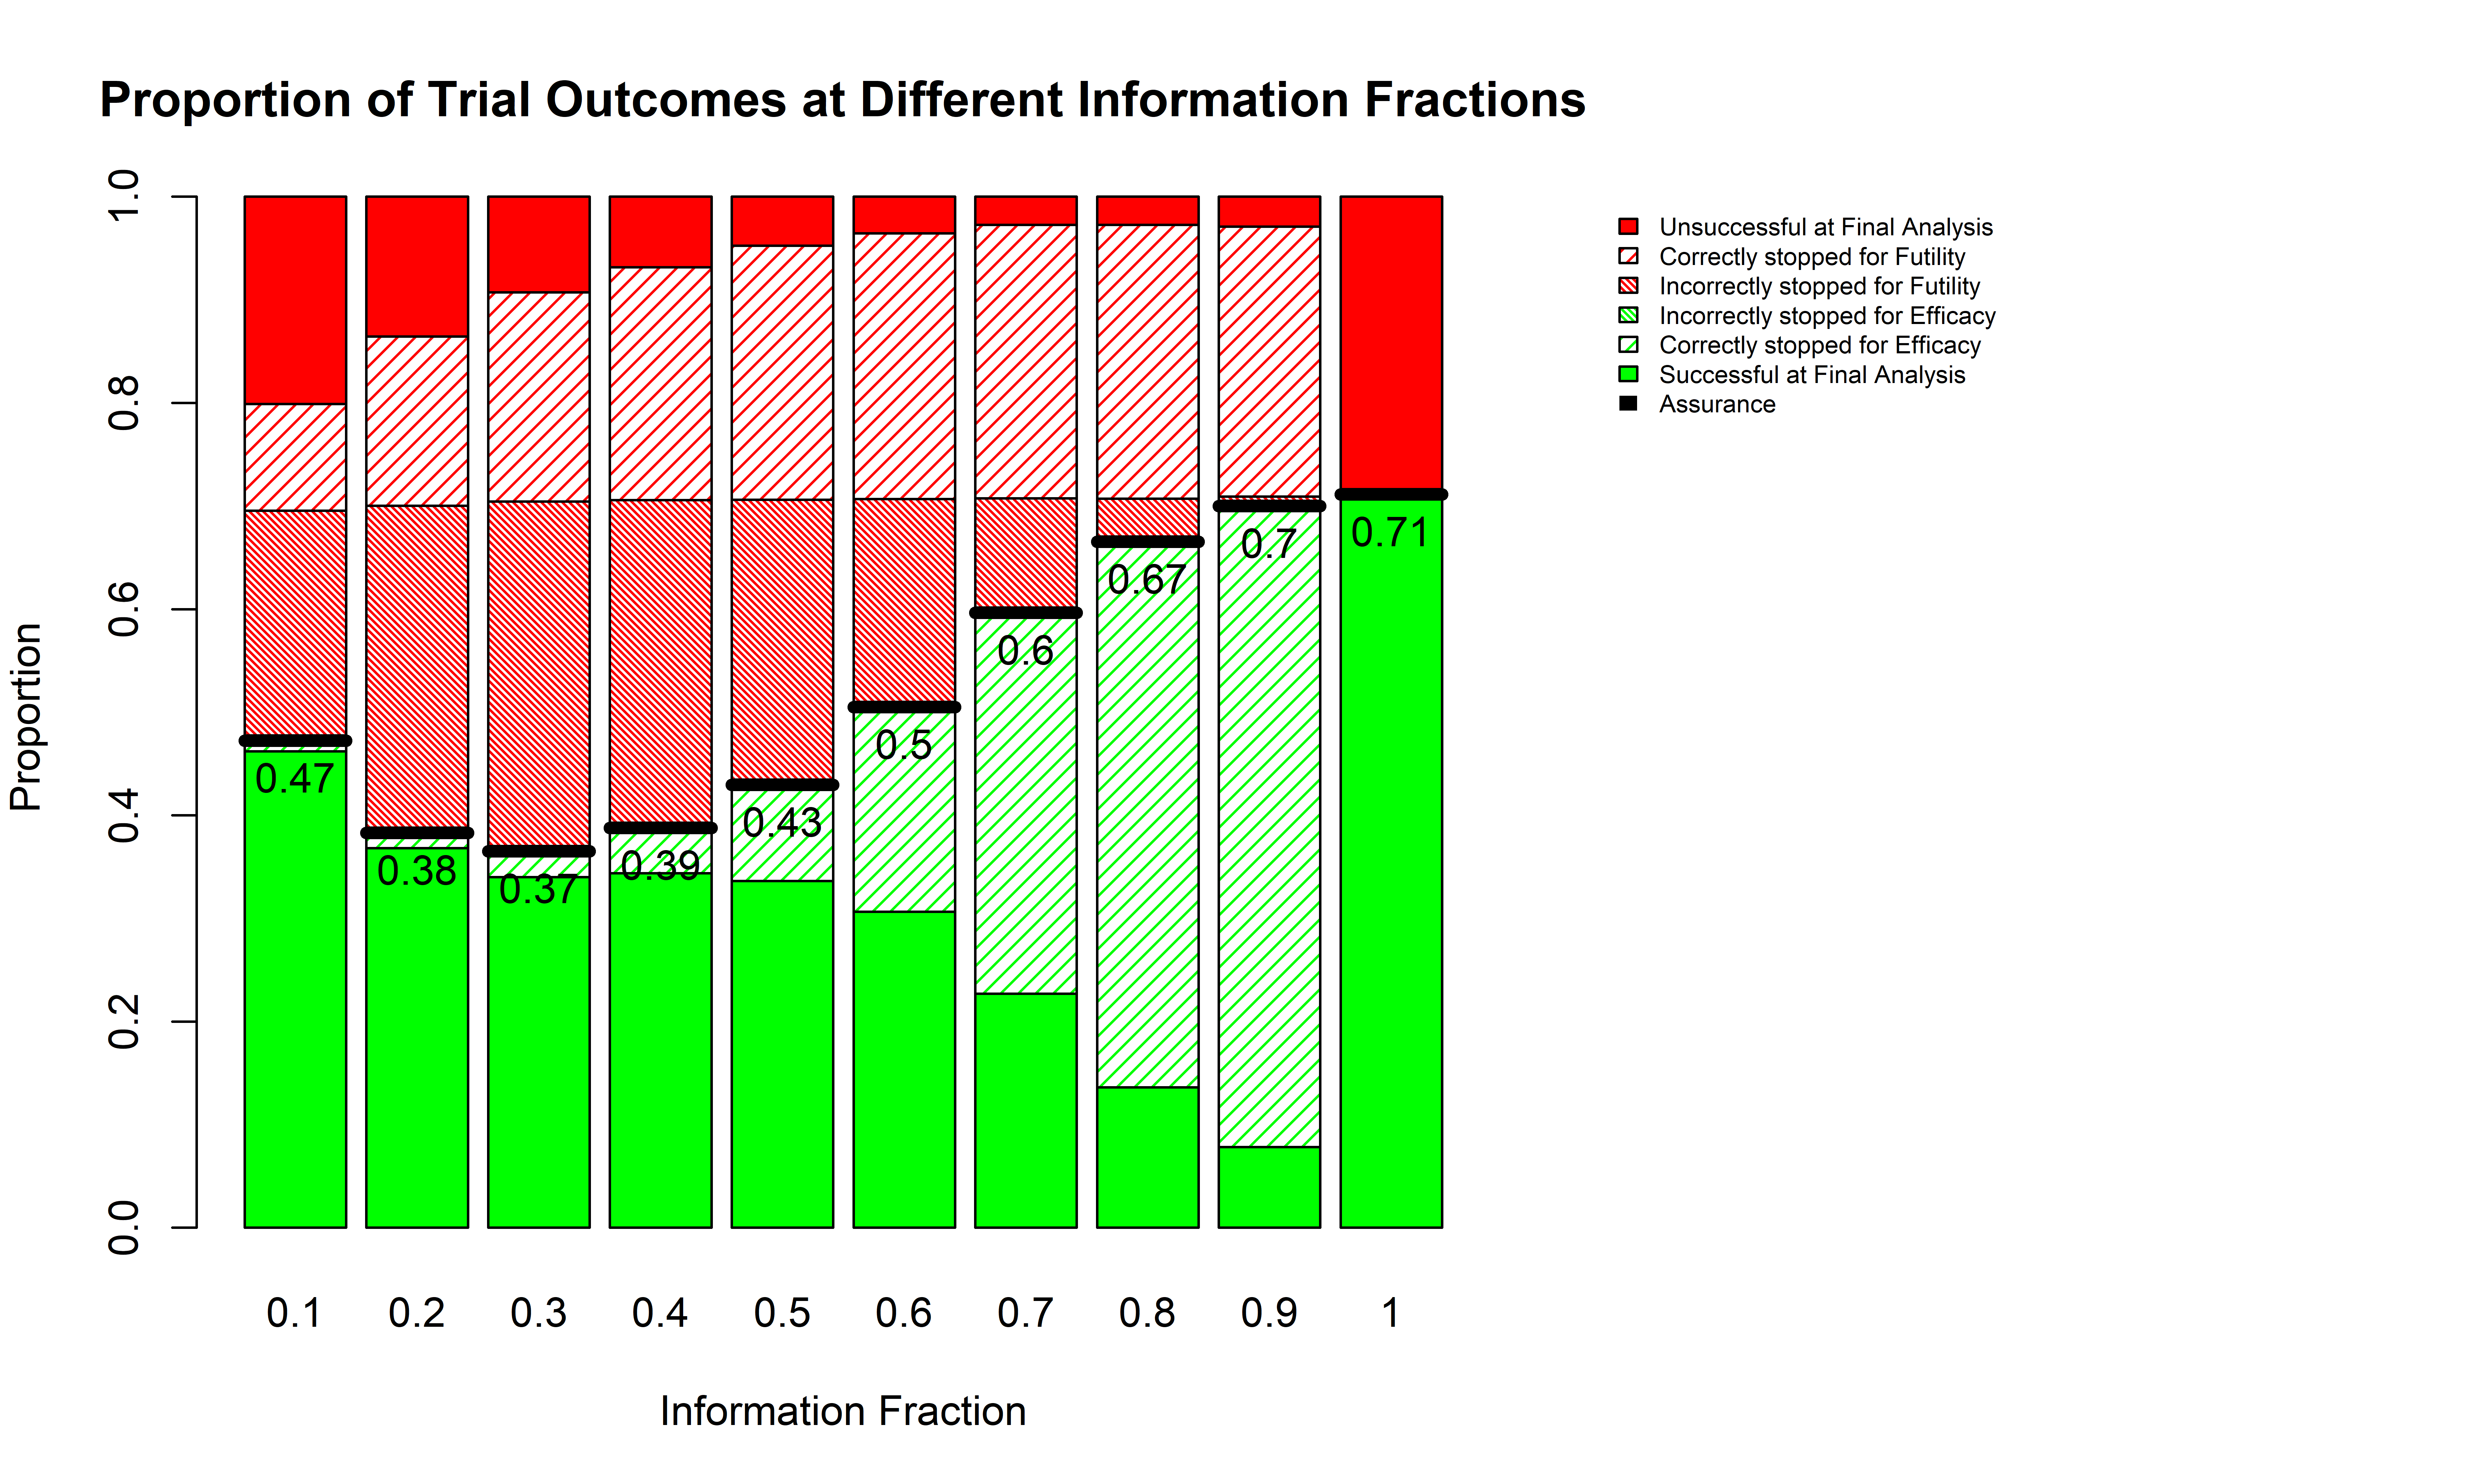 Proportion of Trial Outcomes at Different Information Fractions
Proportion
1.0
0.8
0.6
0.4
0.2
0.0
0.47
0.38
0.37
0.39
0.43
0.5
0.6
0.67
0.7
0.71
0.1
0.2
0.3
0.4
0.5
0.6
0.7
0.8
0.9
1
Information Fraction
Unsuccessful at Final Analysis
Correctly stopped for Futility
Incorrectly stopped for Futility
Incorrectly stopped for Efficacy
Correctly stopped for Efficacy
Successful at Final Analysis
Assurance